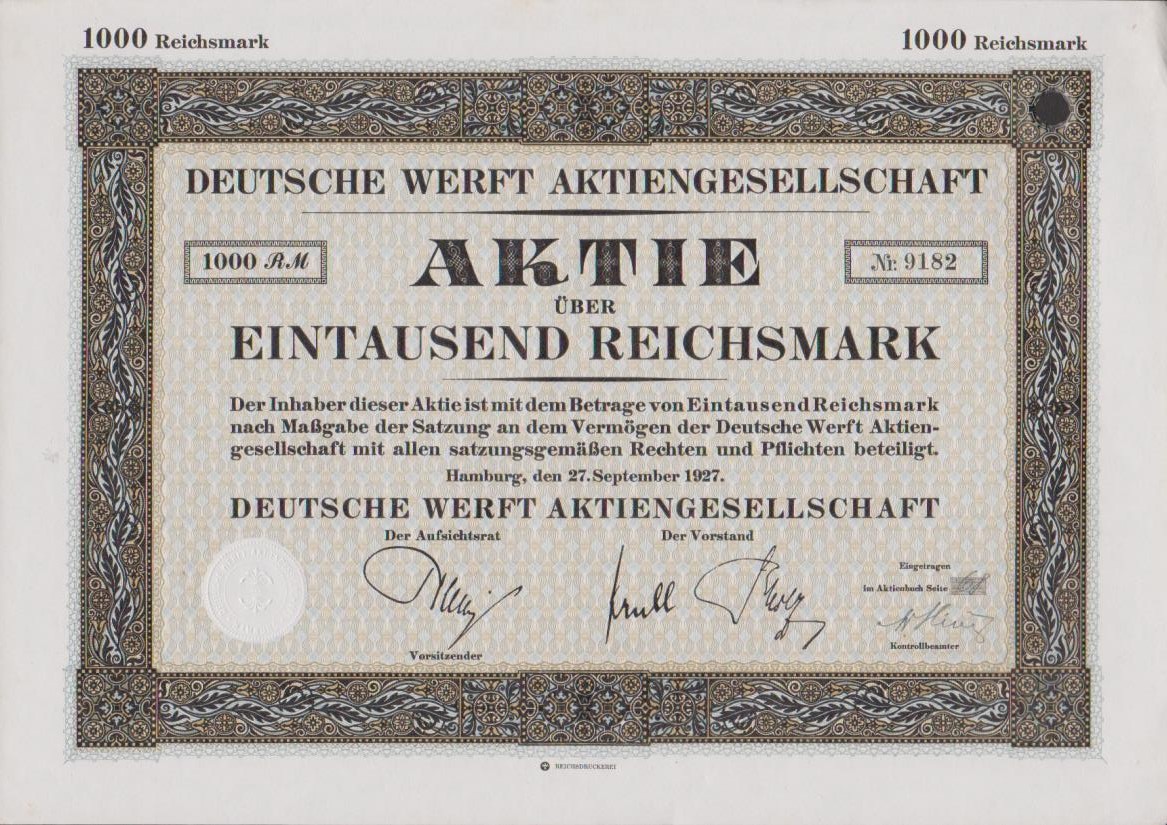 1000 Reichsmark
1000 Reichsmark
DEUTSCHE WERFT AKTIENGESELLSCHAFT
1000 RM
AKTIE
Nr. 9182
ÜBER
EINTAUSEND REICHSMARK
Der Inhaber dieser Aktie ist mit dem Betrage von Eintausend Reichsmark
nach Maßgabe der Satzung an dem Vermögen der Deutsche Werft Aktien-
gesellschaft mit allen satzungsgemäßen Rechten und Pflichten beteiligt.
Hamburg, den 27. September 1927.
DEUTSCHE WERFT AKTIENGESELLSCHAFT
Der Aufsichtsrat
Der Vorstand
Eingetragen
im Aktienbuch Seite
Vorsitzender
Kontrollbeamter
REICHSDRUCKEREI